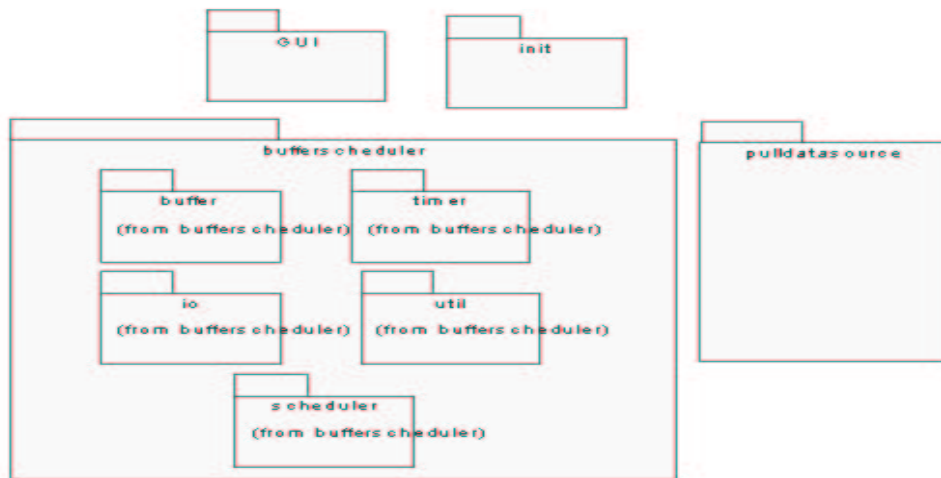 GUI
init
bufferscheduler
pulldatasource
buffer
(from bufferscheduler)
timer
(from bufferscheduler)
io
(from bufferscheduler)
util
(from bufferscheduler)
scheduler
(from bufferscheduler)